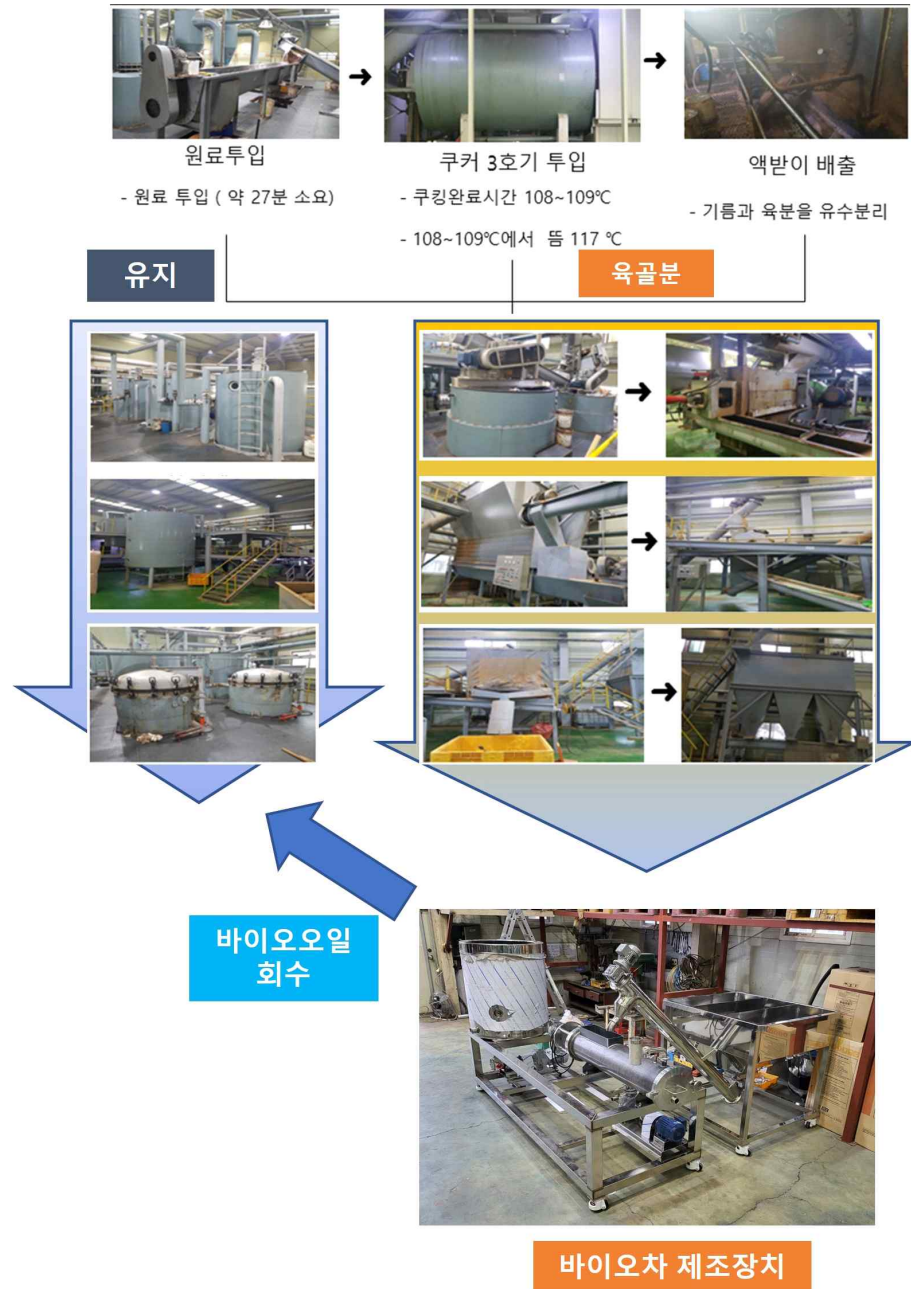 원료투입
- 원료 투입 ( 약 27분 소요)
쿠커 3호기 투입
- 쿠킹완료시간 108~109℃
- 108~109℃에서 뜸 117 ℃
액받이 배출
- 기름과 육분을 유수분리
유지
육골분
바이오오일
회수
바이오차 제조장치